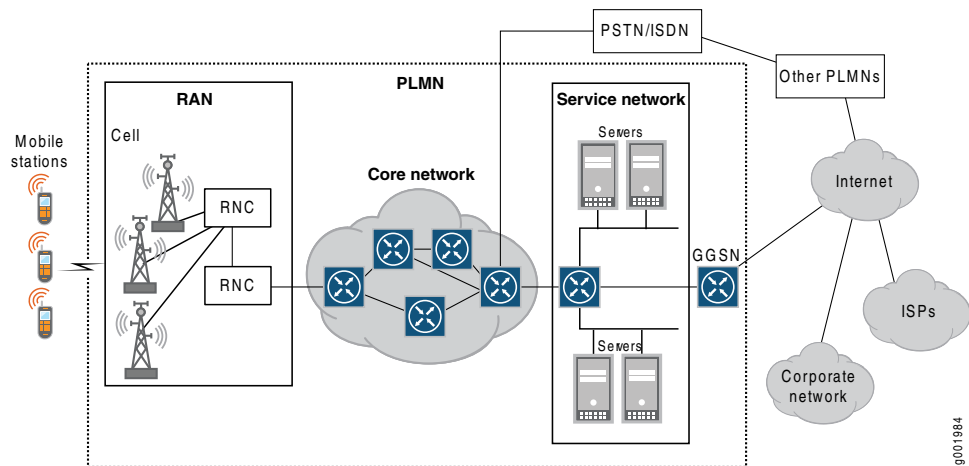 PSTN/ISDN
Other PLMNs
PLMN
RAN
Service network
Cell
Servers
Mobile
stations
Core network
RNC
Internet
GGSN
RNC
ISPs
Servers
Corporate
network
g001984